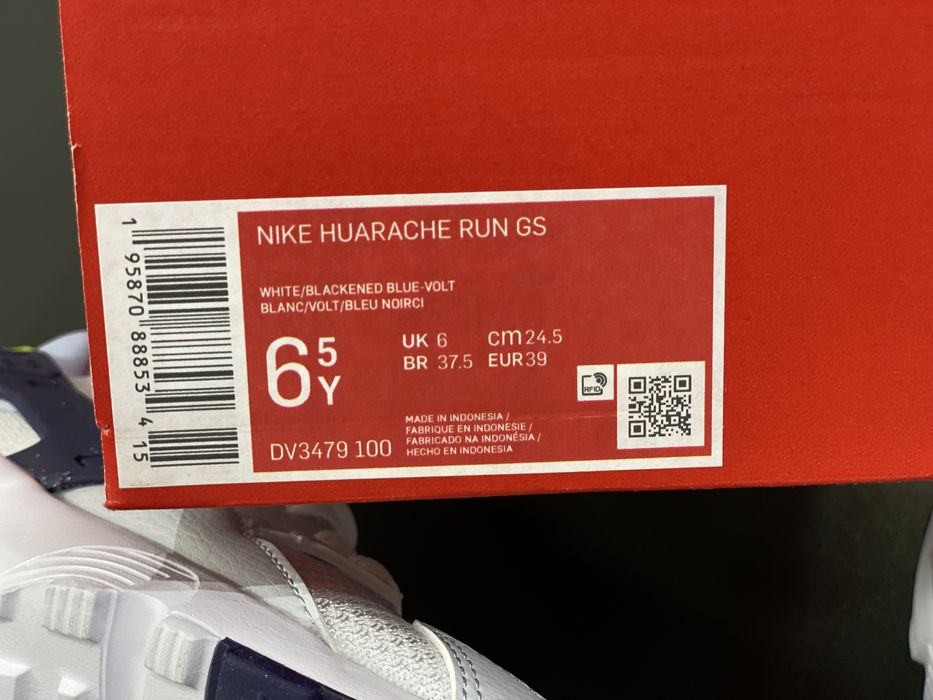 NIKE HUARACHE RUN GS
WHITE/BLACKENED BLUE-VOLT
BLANC/VOLT/BLEU NOIRCI
6 5 Y
UK 6 cm 24.5
BR 37.5 EUR 39
RFID
DV3479 100
MADE IN INDONESIA /
FABRIQUE EN INDONESIE /
FABRICADO NA INDONÉSIA /
HECHO EN INDONESIA
1 95870 88853 4 15